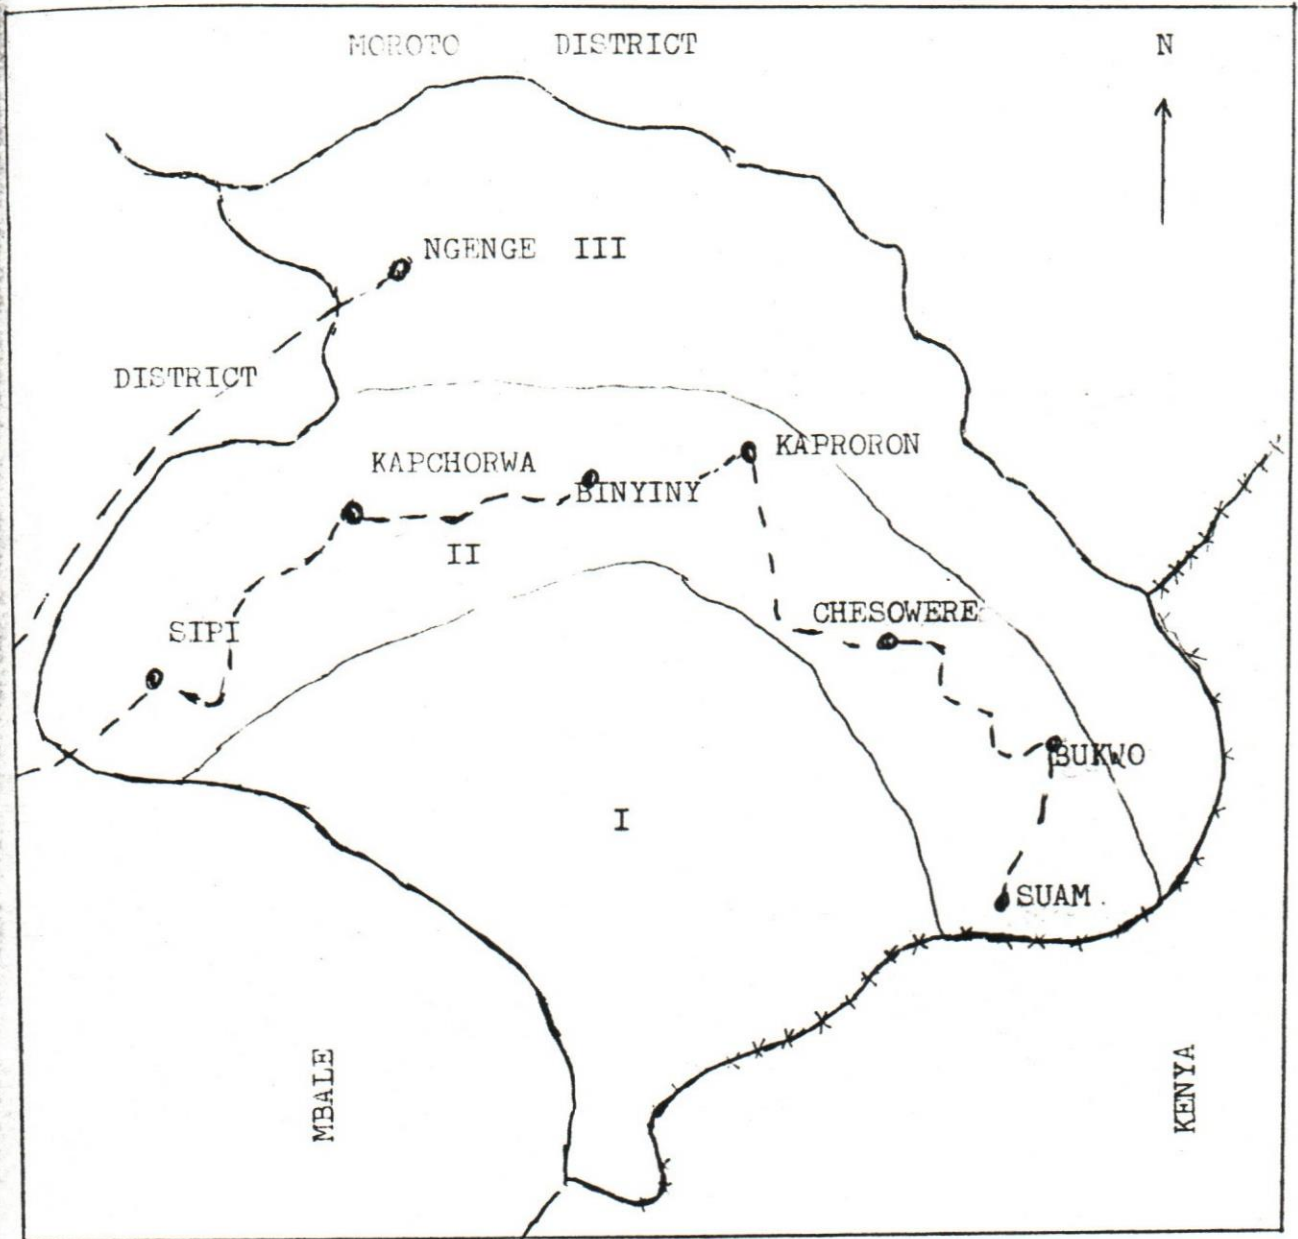 MOROTO DISTRICT
N
NGENGE III
DISTRICT
KAPRORON
KAPCHORWA
BINYINY
II
CHESOWERE
SIPI
BUKWO
I
SUAM
MBALE
KENYA